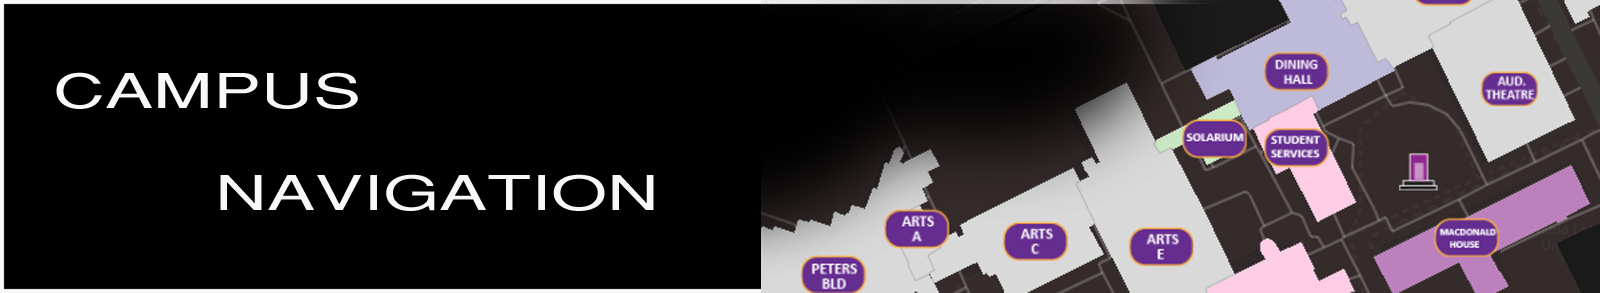 CAMPUS
NAVIGATION
DINING
HALL
AUD.
THEATRE
SOLARIUM
STUDENT
SERVICES
ARTS
A
ARTS
C
ARTS
E
MACDONALD
HOUSE
PETERS
BLD